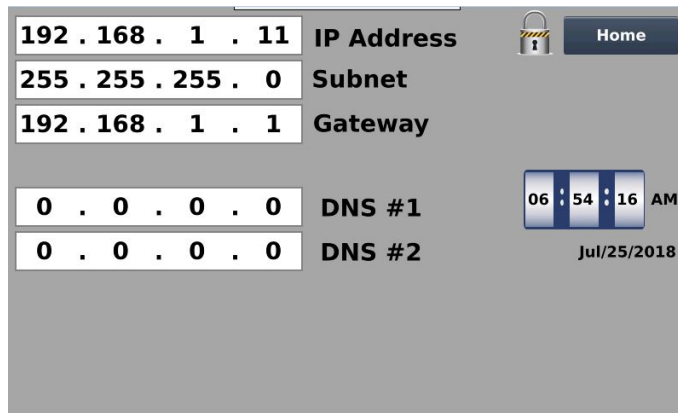 192 . 168 . 1 . 11 IP Address
Home
255 . 255 . 255 . 0 Subnet
192 . 168 . 1 . 1 Gateway
0 . 0 . 0 . 0 DNS #1
06 : 54 : 16 AM
0 . 0 . 0 . 0 DNS #2
Jul/25/2018